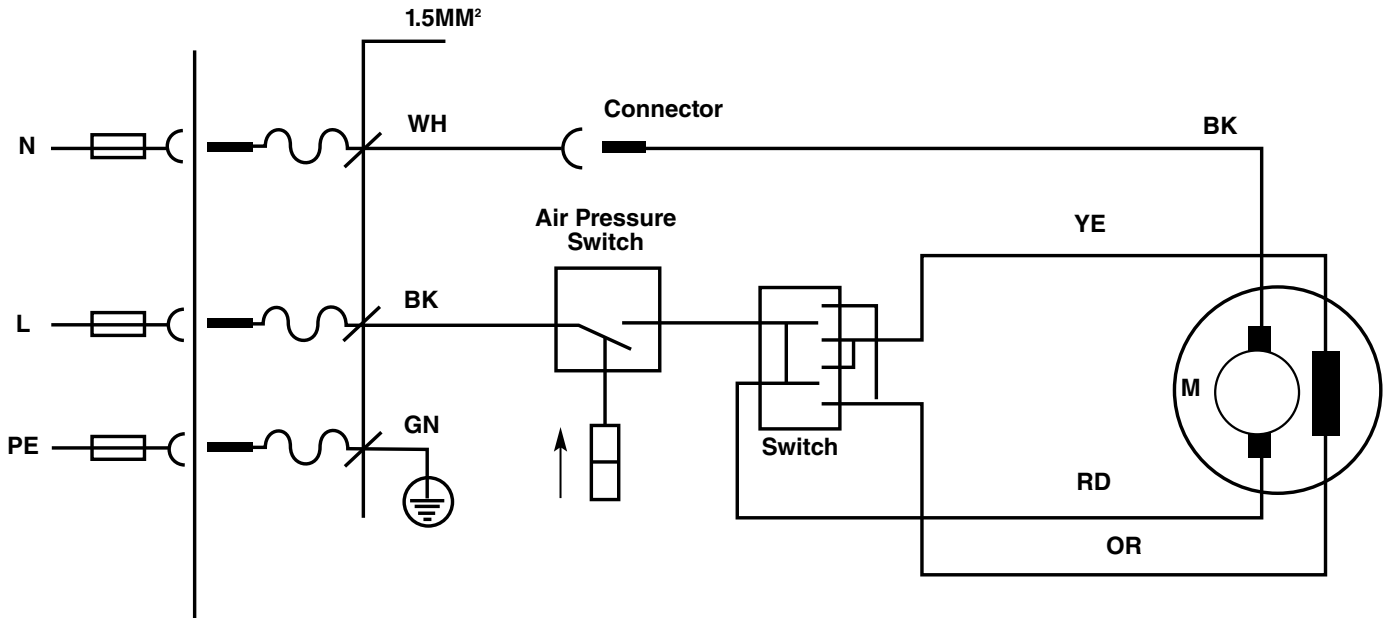 1.5MM²
N
WH
Connector
BK
Air Pressure
Switch
YE
L
BK
M
PE
GN
Switch
RD
OR